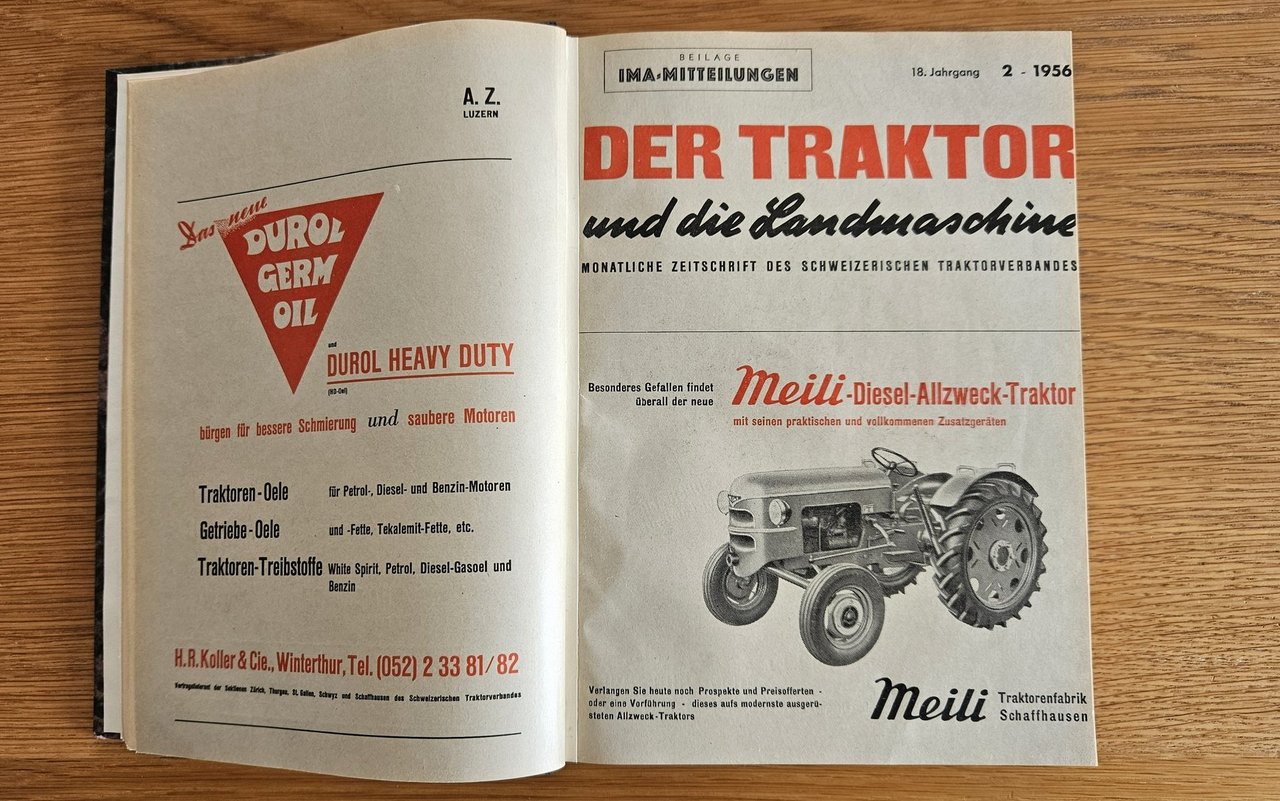 A. Z.
LUZERN
Das neue
DUROL
GERM
OIL
und
DUROL HEAVY DUTY
(HD-Oel)
bürgen für bessere Schmierung und saubere Motoren
Traktoren-Oele für Petrol-, Diesel- und Benzin-Motoren
Getriebe-Oele und -Fette, Tekalemit-Fette, etc.
Traktoren-Treibstoffe White Spirit, Petrol, Diesel-Gasoel und
Benzin
H.R. Koller & Cie., Winterthur, Tel. (052) 2 33 81/82
Vertragslieferant der Sektionen Zürich, Thurgau, St. Gallen, Schwyz und Schaffhausen des Schweizerischen Traktorverbandes
BEILAGE
IMA-MITTEILUNGEN
18. Jahrgang 2 - 1956
DER TRAKTOR
und die Landmaschine
MONATLICHE ZEITSCHRIFT DES SCHWEIZERISCHEN TRAKTORVERBANDES
Besonderes Gefallen findet
überall der neue
Meili-Diesel-Allzweck-Traktor
mit seinen praktischen und vollkommenen Zusatzgeräten
Verlangen Sie heute noch Prospekte und Preisofferten -
oder eine Vorführung - dieses aufs modernste ausgerü-
steten Allzweck-Traktors
Meili Traktorenfabrik
Schaffhausen